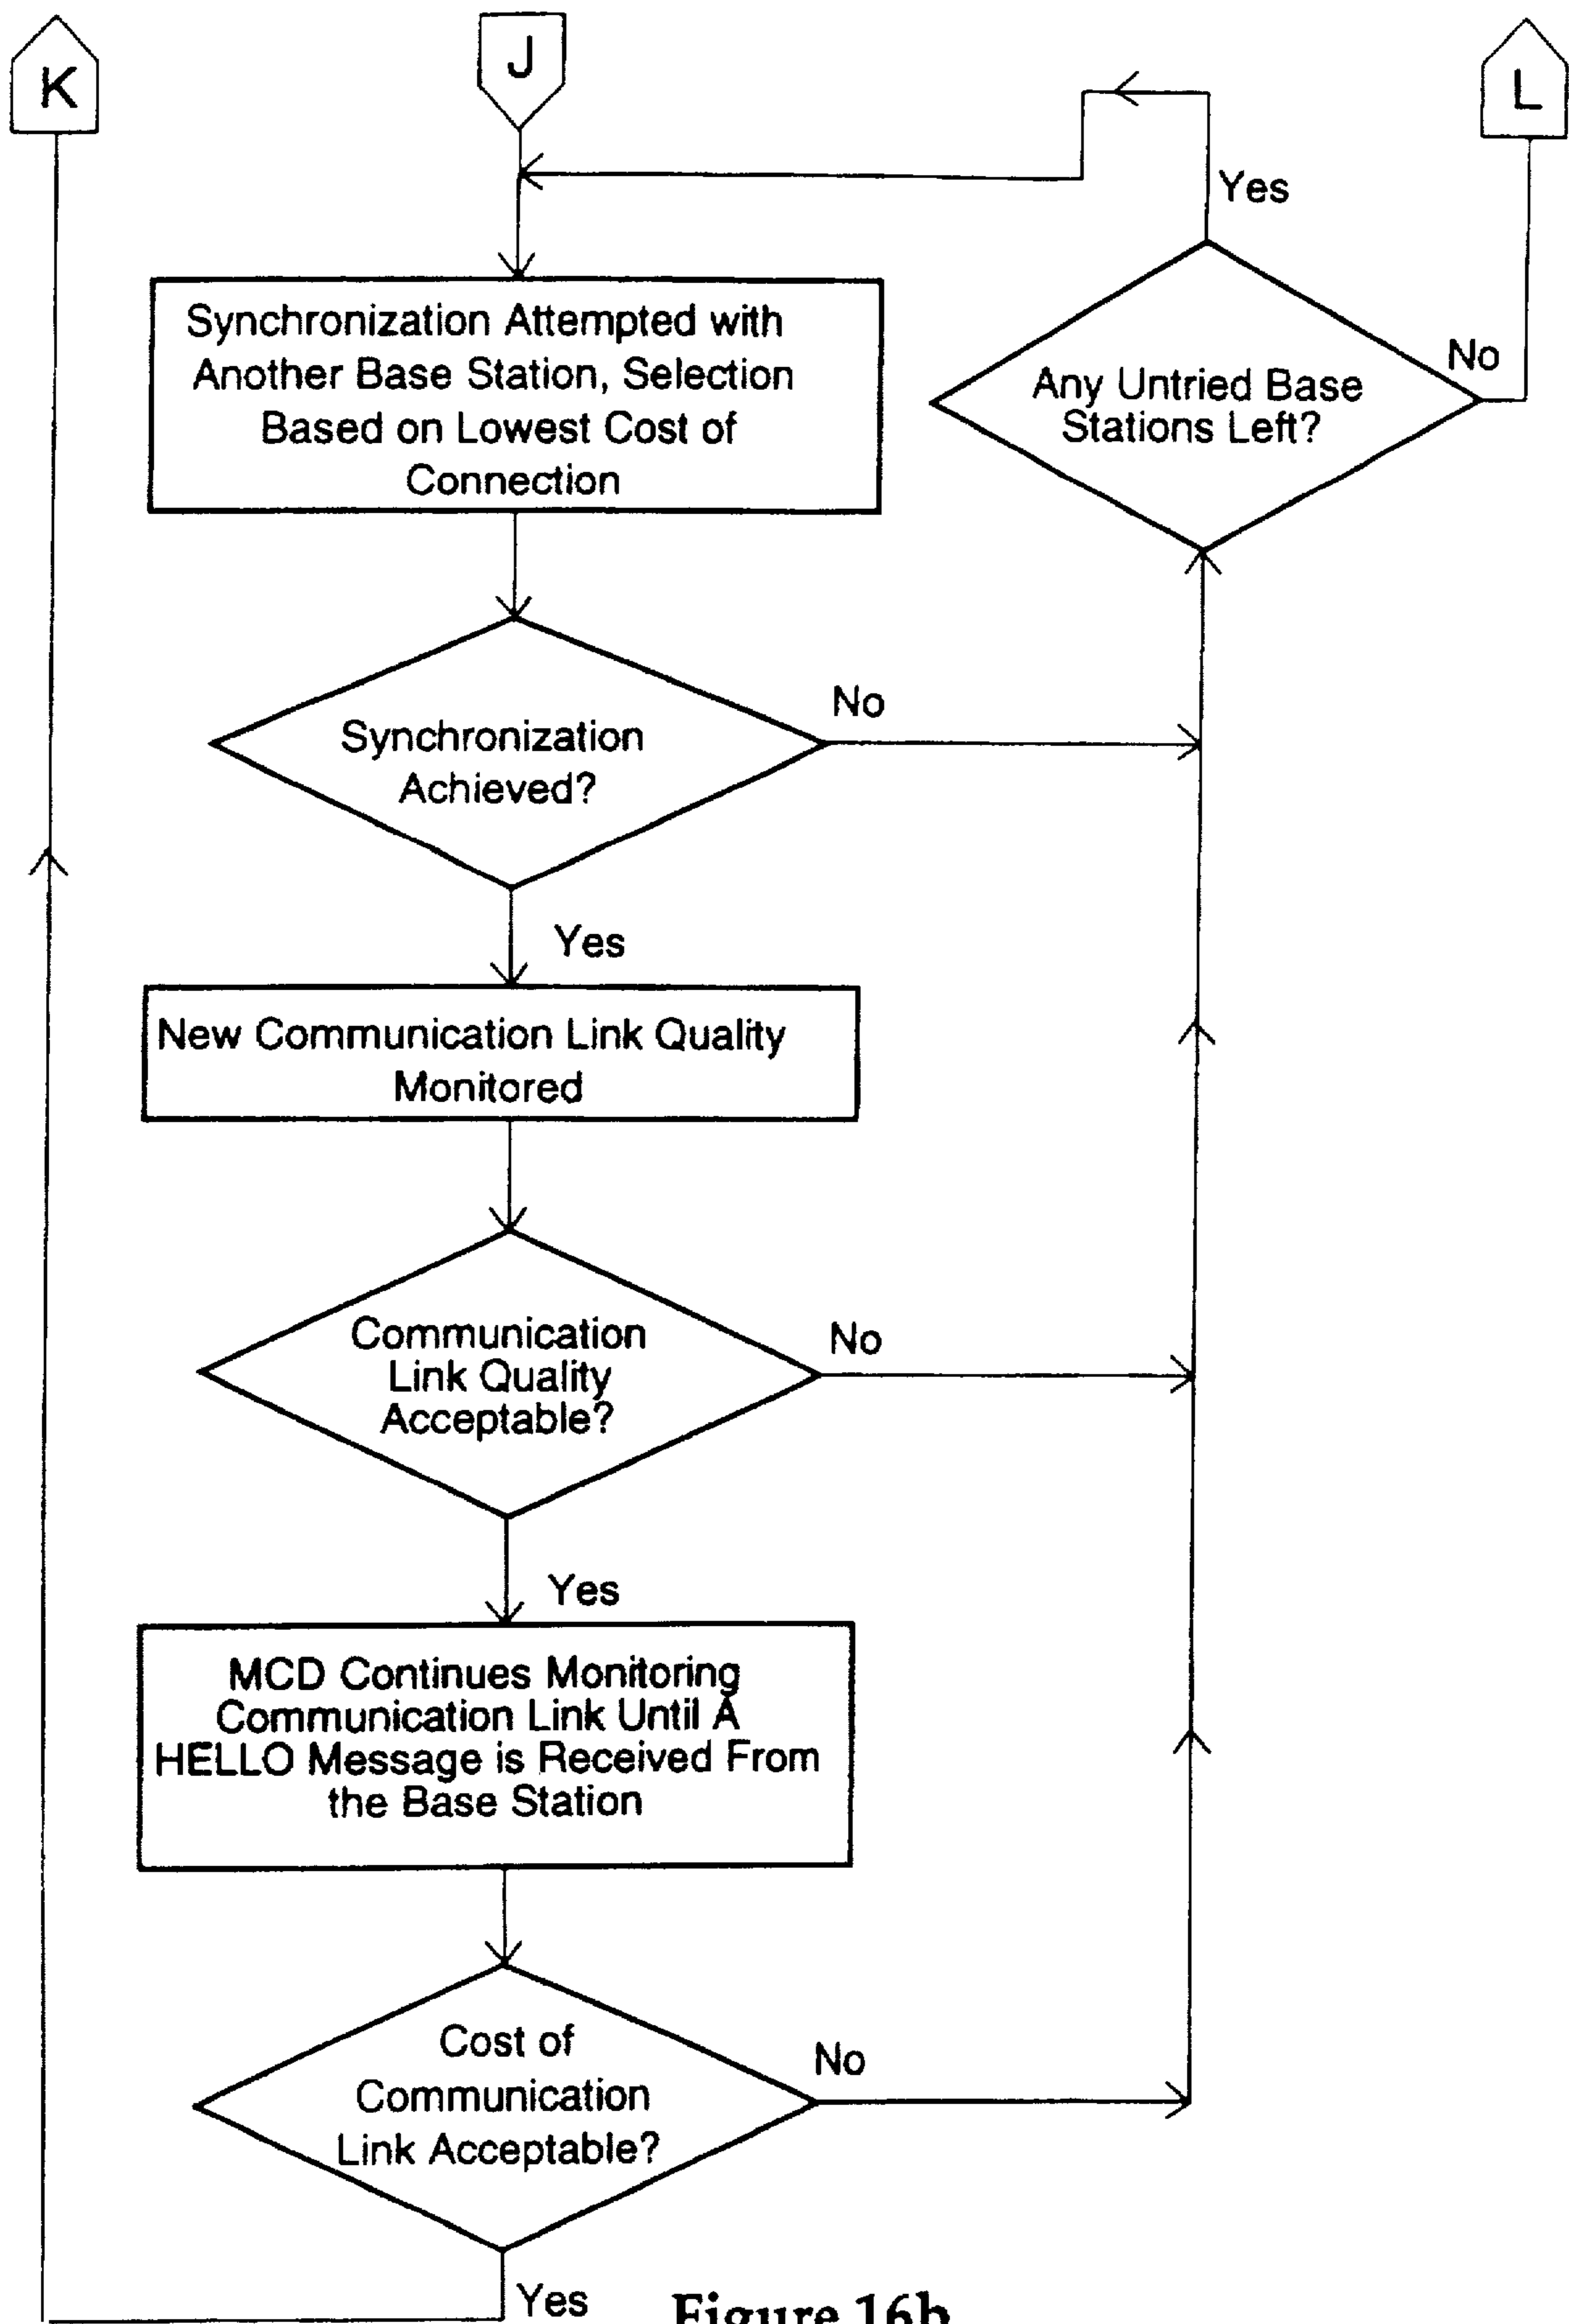 K
J
L
Yes
Synchronization Attempted with
Another Base Station, Selection
Based on Lowest Cost of
Connection
Any Untried Base
Stations Left?
No
Synchronization
Achieved?
No
Yes
New Communication Link Quality
Monitored
Communication
Link Quality
Acceptable?
No
Yes
MCD Continues Monitoring
Communication Link Until A
HELLO Message is Received From
the Base Station
Cost of
Communication
Link Acceptable?
No
Yes
Figure 16b